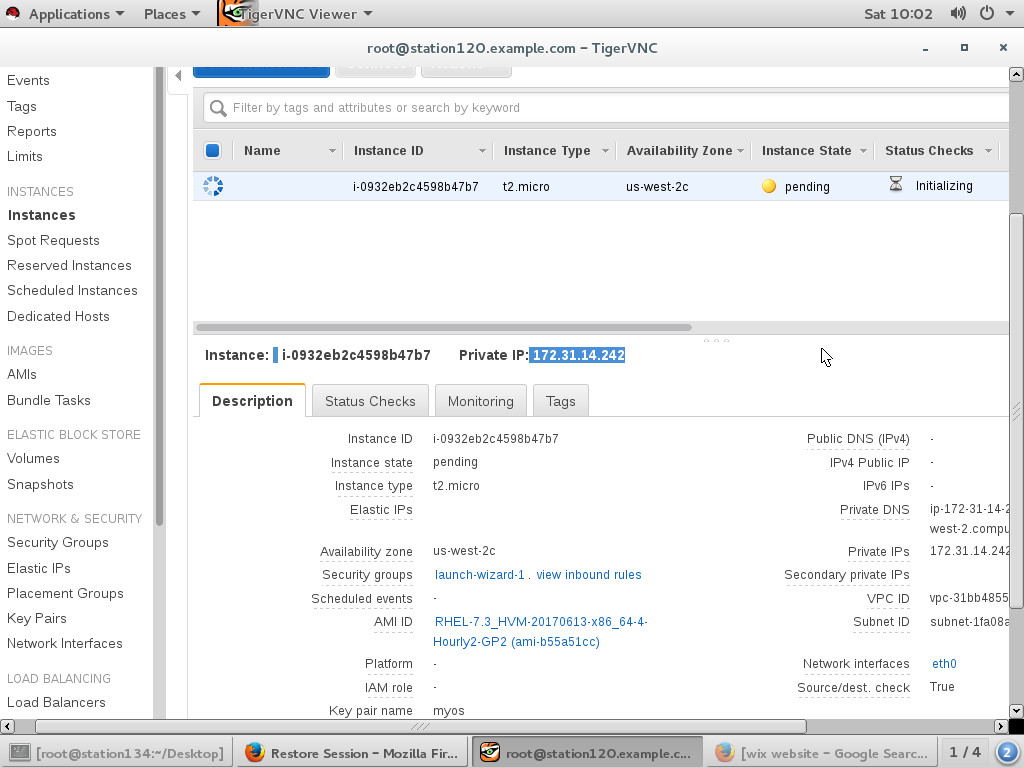 Applications Places TigerVNC Viewer Sat 10:02
root@station120.example.com - TigerVNC
Events
Tags
Reports
Limits
INSTANCES
Instances
Spot Requests
Reserved Instances
Scheduled Instances
Dedicated Hosts
IMAGES
AMIs
Bundle Tasks
ELASTIC BLOCK STORE
Volumes
Snapshots
NETWORK & SECURITY
Security Groups
Elastic IPs
Placement Groups
Key Pairs
Network Interfaces
LOAD BALANCING
Load Balancers
Filter by tags and attributes or search by keyword
Name Instance ID Instance Type Availability Zone Instance State Status Checks
i-0932eb2c4598b47b7 t2.micro us-west-2c pending Initializing
Instance: i-0932eb2c4598b47b7 Private IP: 172.31.14.242
Description Status Checks Monitoring Tags
Instance ID i-0932eb2c4598b47b7 Public DNS (IPv4) -
Instance state pending IPv4 Public IP -
Instance type t2.micro IPv6 IPs -
Elastic IPs Private DNS ip-172-31-14-2
west-2.compu
Availability zone us-west-2c Private IPs 172.31.14.242
Security groups launch-wizard-1 . view inbound rules Secondary private IPs
Scheduled events - VPC ID vpc-31bb4855
AMI ID RHEL-7.3_HVM-20170613-x86_64-4- Subnet ID subnet-1fa08a
Hourly2-GP2 (ami-b55a51cc)
Platform - Network interfaces eth0
IAM role - Source/dest. check True
Key pair name myos
[root@station134:~/Desktop] Restore Session - Mozilla Fir... root@station120.example.c... [wix website - Google Searc... 1 / 4 2